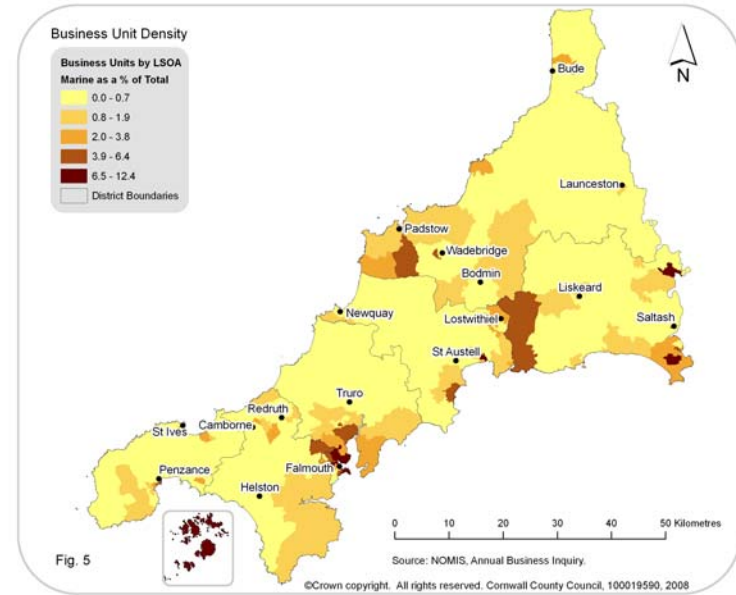 Business Unit Density
Business Units by LSOA
Marine as a % of Total
0.0 - 0.7
0.8 - 1.9
2.0 - 3.8
3.9 - 6.4
6.5 - 12.4
District Boundaries
N
Bude
Launceston
Padstow
Wadebridge
Bodmin
Liskeard
Newquay
Lostwithiel
Saltash
St Austell
Truro
Redruth
Camborne
St Ives
Penzance
Falmouth
Helston
0 10 20 30 40 50 Kilometres
Fig. 5
Source: NOMIS, Annual Business Inquiry.
©Crown copyright. All rights reserved. Cornwall County Council, 100019590, 2008